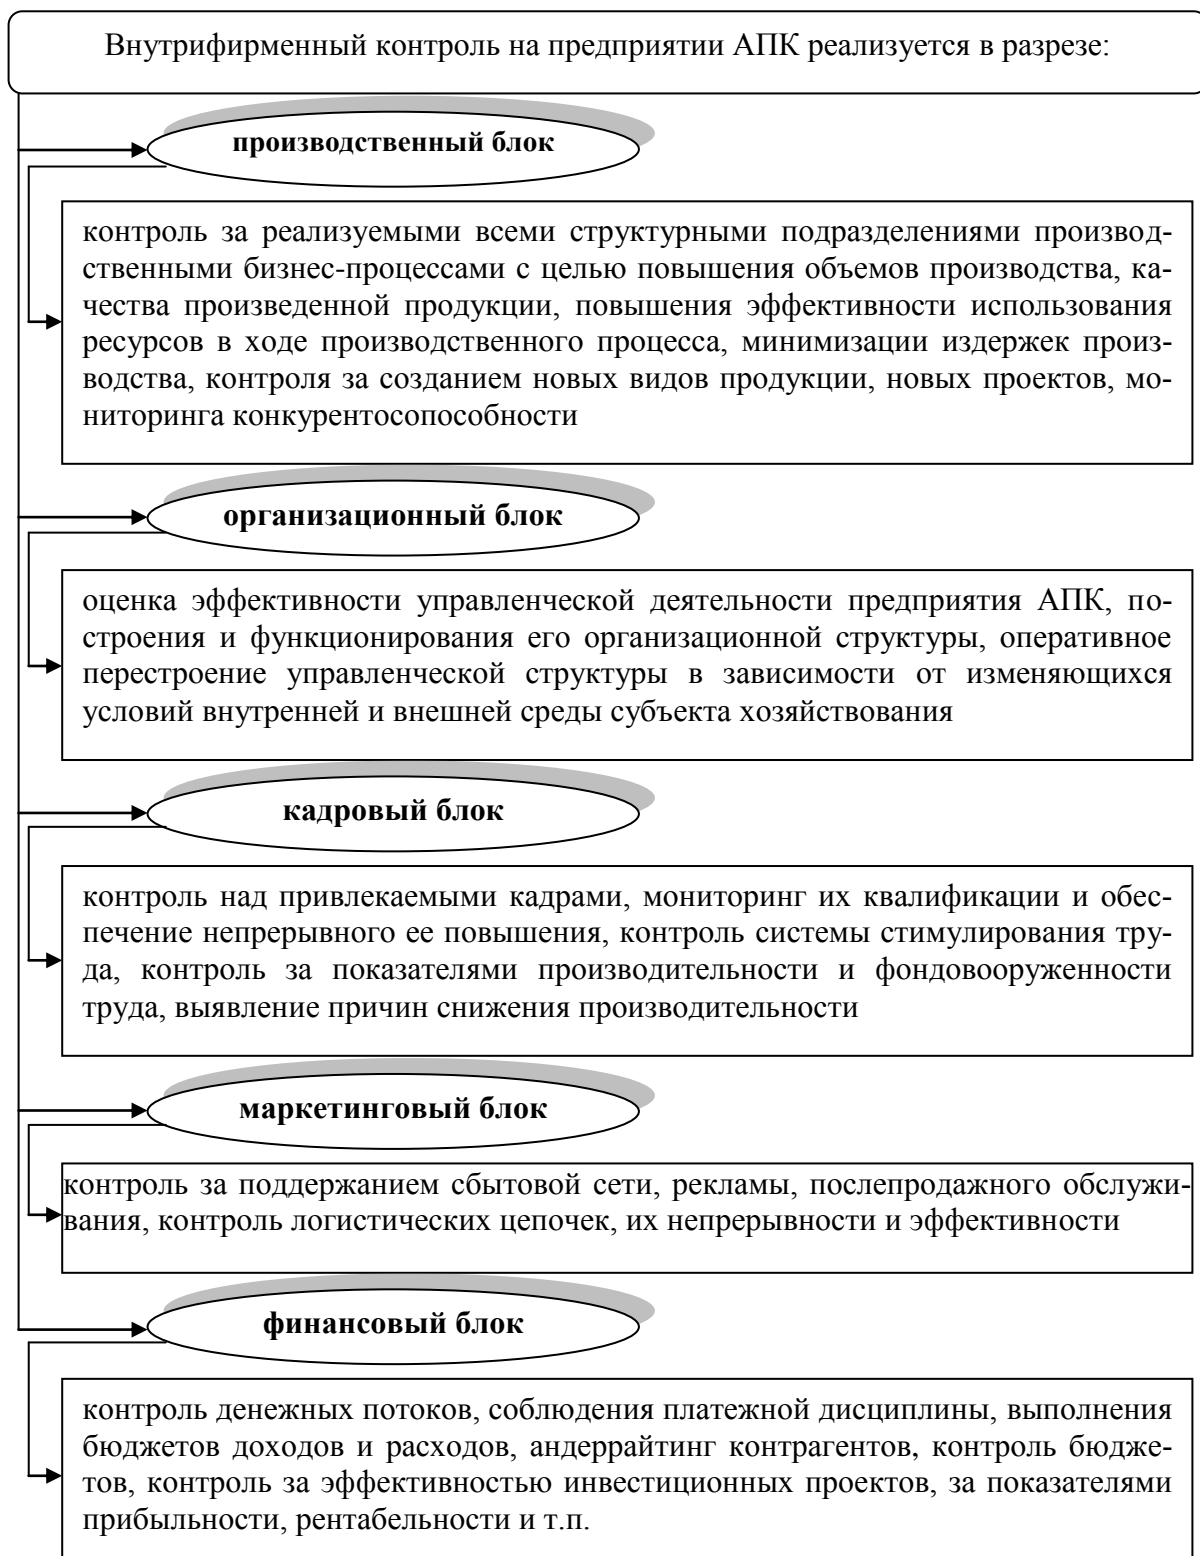 Внутрифирменный контроль на предприятии АПК реализуется в разрезе:
производственный блок
контроль за реализуемыми всеми структурными подразделениями производ-
ственными бизнес-процессами с целью повышения объемов производства, ка-
чества произведенной продукции, повышения эффективности использования
ресурсов в ходе производственного процесса, минимизации издержек произ-
водства, контроля за созданием новых видов продукции, новых проектов, мо-
ниторинга конкурентосопособности
организационный блок
оценка эффективности управленческой деятельности предприятия АПК, по-
строения и функционирования его организационной структуры, оперативное
перестроение управленческой структуры в зависимости от изменяющихся
условий внутренней и внешней среды субъекта хозяйствования
кадровый блок
контроль над привлекаемыми кадрами, мониторинг их квалификации и обес-
печение непрерывного ее повышения, контроль системы стимулирования тру-
да, контроль за показателями производительности и фондовооруженности
труда, выявление причин снижения производительности
маркетинговый блок
контроль за поддержанием сбытовой сети, рекламы, послепродажного обслужи-
вания, контроль логистических цепочек, их непрерывности и эффективности
финансовый блок
контроль денежных потоков, соблюдения платежной дисциплины, выполнения
бюджетов доходов и расходов, андеррайтинг контрагентов, контроль бюдже-
тов, контроль за эффективностью инвестиционных проектов, за показателями
прибыльности, рентабельности и т.п.